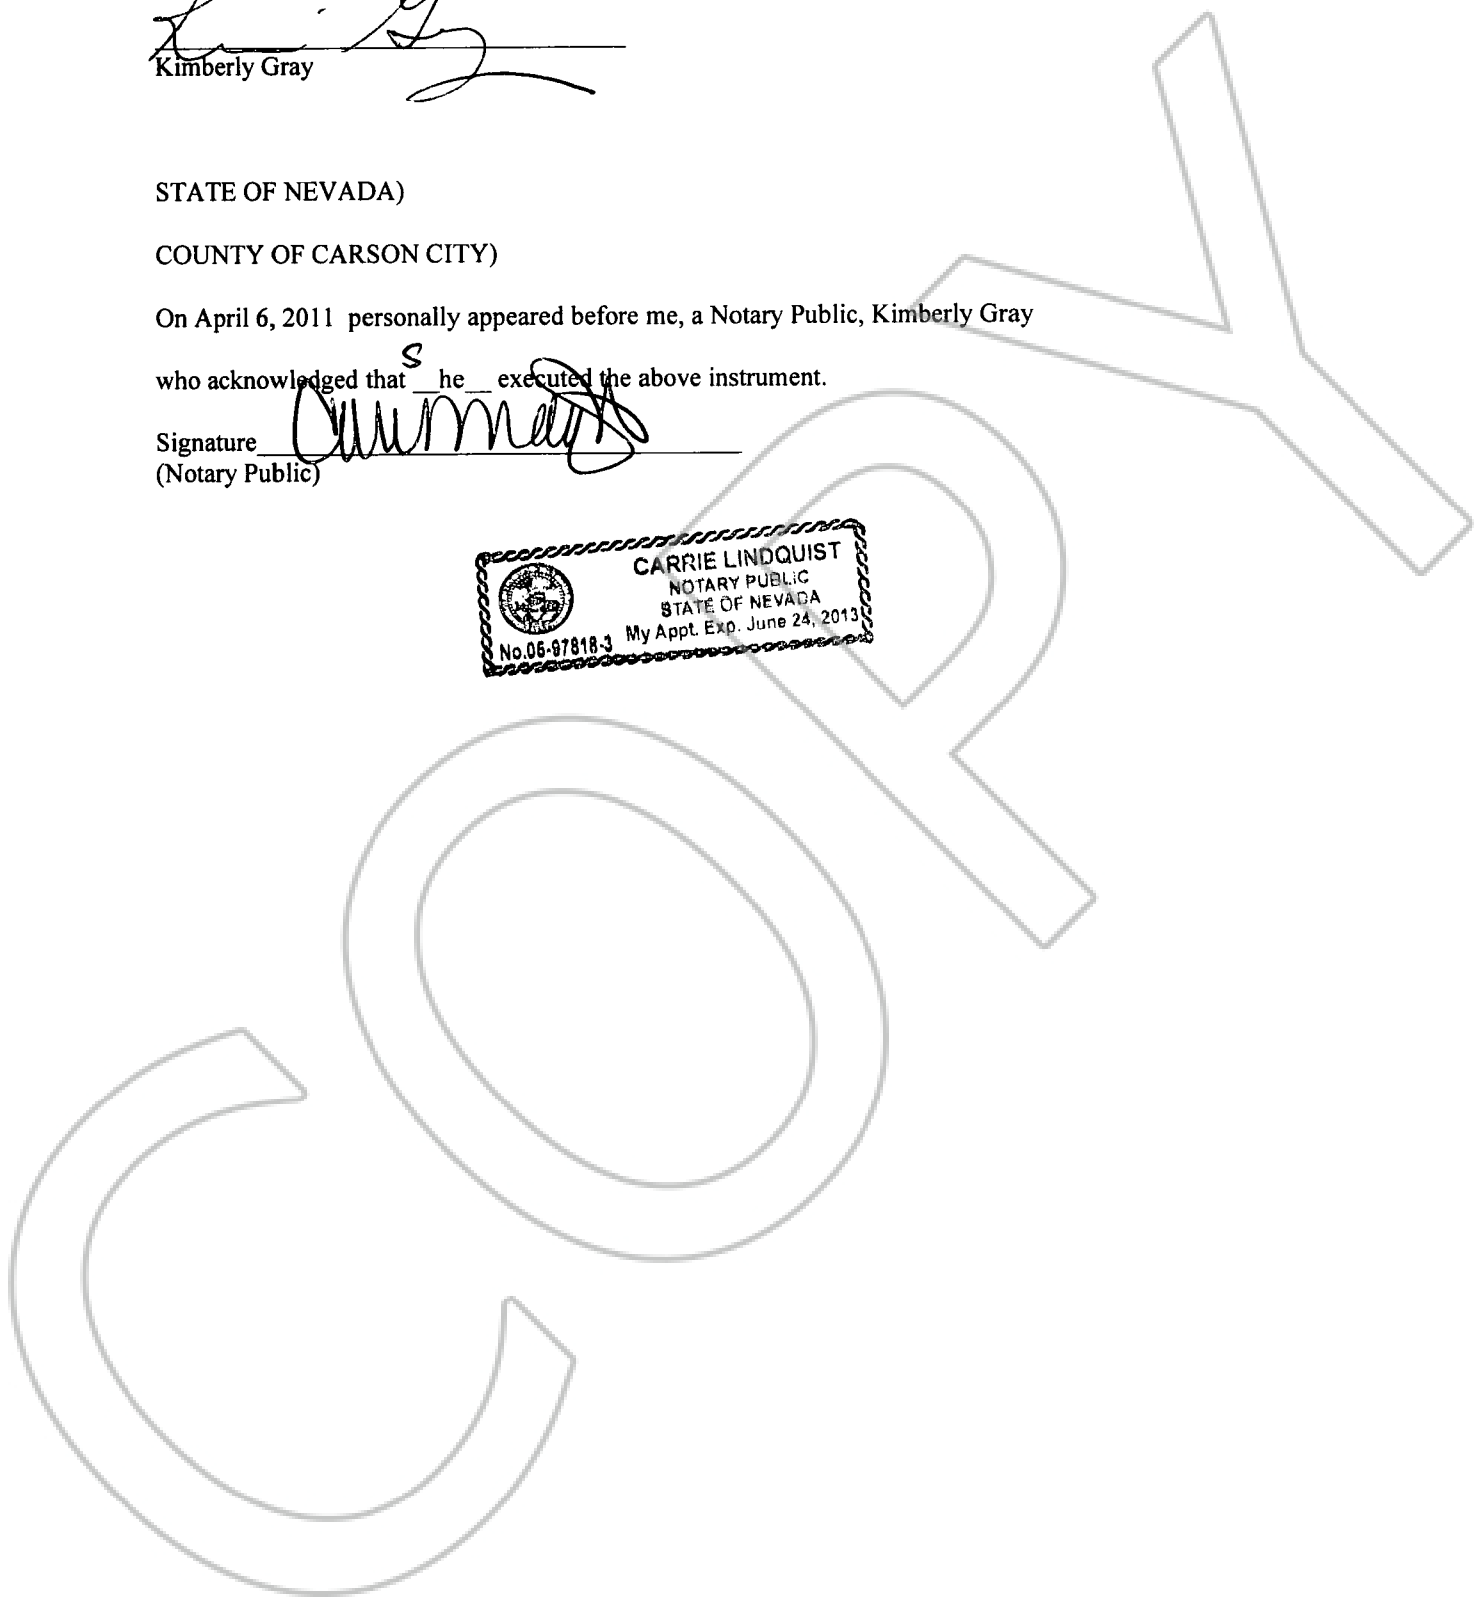 Kimberly Gray
STATE OF NEVADA)
COUNTY OF CARSON CITY)
On April 6, 2011 personally appeared before me, a Notary Public, Kimberly Gray
who acknowledged that S__he__ executed the above instrument.
Signature
(Notary Public)
CARRIE LINDQUIST
NOTARY PUBLIC
STATE OF NEVADA
My Appt. Exp. June 24, 2013
No.06-97818-3
COPY